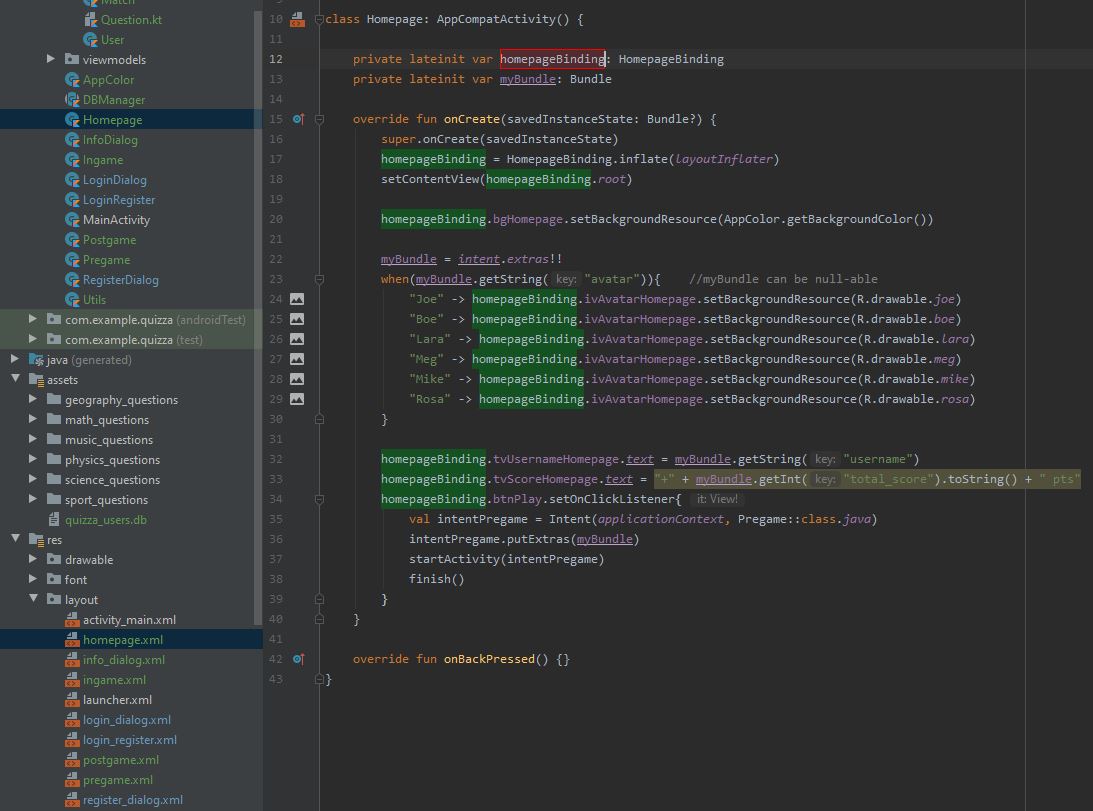 Match
Question.kt
User
viewmodels
AppColor
DBManager
Homepage
InfoDialog
Ingame
LoginDialog
LoginRegister
MainActivity
Postgame
Pregame
RegisterDialog
Utils
com.example.quizza (androidTest)
com.example.quizza (test)
java (generated)
assets
geography_questions
math_questions
music_questions
physics_questions
science_questions
sport_questions
quizza_users.db
res
drawable
font
layout
activity_main.xml
homepage.xml
info_dialog.xml
ingame.xml
launcher.xml
login_dialog.xml
login_register.xml
postgame.xml
pregame.xml
register_dialog.xml
10 class Homepage: AppCompatActivity() {
11
12 private lateinit var homepageBinding: HomepageBinding
13 private lateinit var myBundle: Bundle
14
15 override fun onCreate(savedInstanceState: Bundle?) {
16 super.onCreate(savedInstanceState)
17 homepageBinding = HomepageBinding.inflate(layoutInflater)
18 setContentView(homepageBinding.root)
19
20 homepageBinding.bgHomepage.setBackgroundResource(AppColor.getBackgroundColor())
21
22 myBundle = intent.extras!!
23 when(myBundle.getString( key: "avatar")){ //myBundle can be null-able
24 "Joe" -> homepageBinding.ivAvatarHomepage.setBackgroundResource(R.drawable.joe)
25 "Boe" -> homepageBinding.ivAvatarHomepage.setBackgroundResource(R.drawable.boe)
26 "Lara" -> homepageBinding.ivAvatarHomepage.setBackgroundResource(R.drawable.lara)
27 "Meg" -> homepageBinding.ivAvatarHomepage.setBackgroundResource(R.drawable.meg)
28 "Mike" -> homepageBinding.ivAvatarHomepage.setBackgroundResource(R.drawable.mike)
29 "Rosa" -> homepageBinding.ivAvatarHomepage.setBackgroundResource(R.drawable.rosa)
30 }
31
32 homepageBinding.tvUsernameHomepage.text = myBundle.getString( key: "username")
33 homepageBinding.tvScoreHomepage.text = "+" + myBundle.getInt( key: "total_score").toString() + " pts"
34 homepageBinding.btnPlay.setOnClickListener{ it: View!
35 val intentPregame = Intent(applicationContext, Pregame::class.java)
36 intentPregame.putExtras(myBundle)
37 startActivity(intentPregame)
38 finish()
39 }
40 }
41
42 override fun onBackPressed() {}
43 }